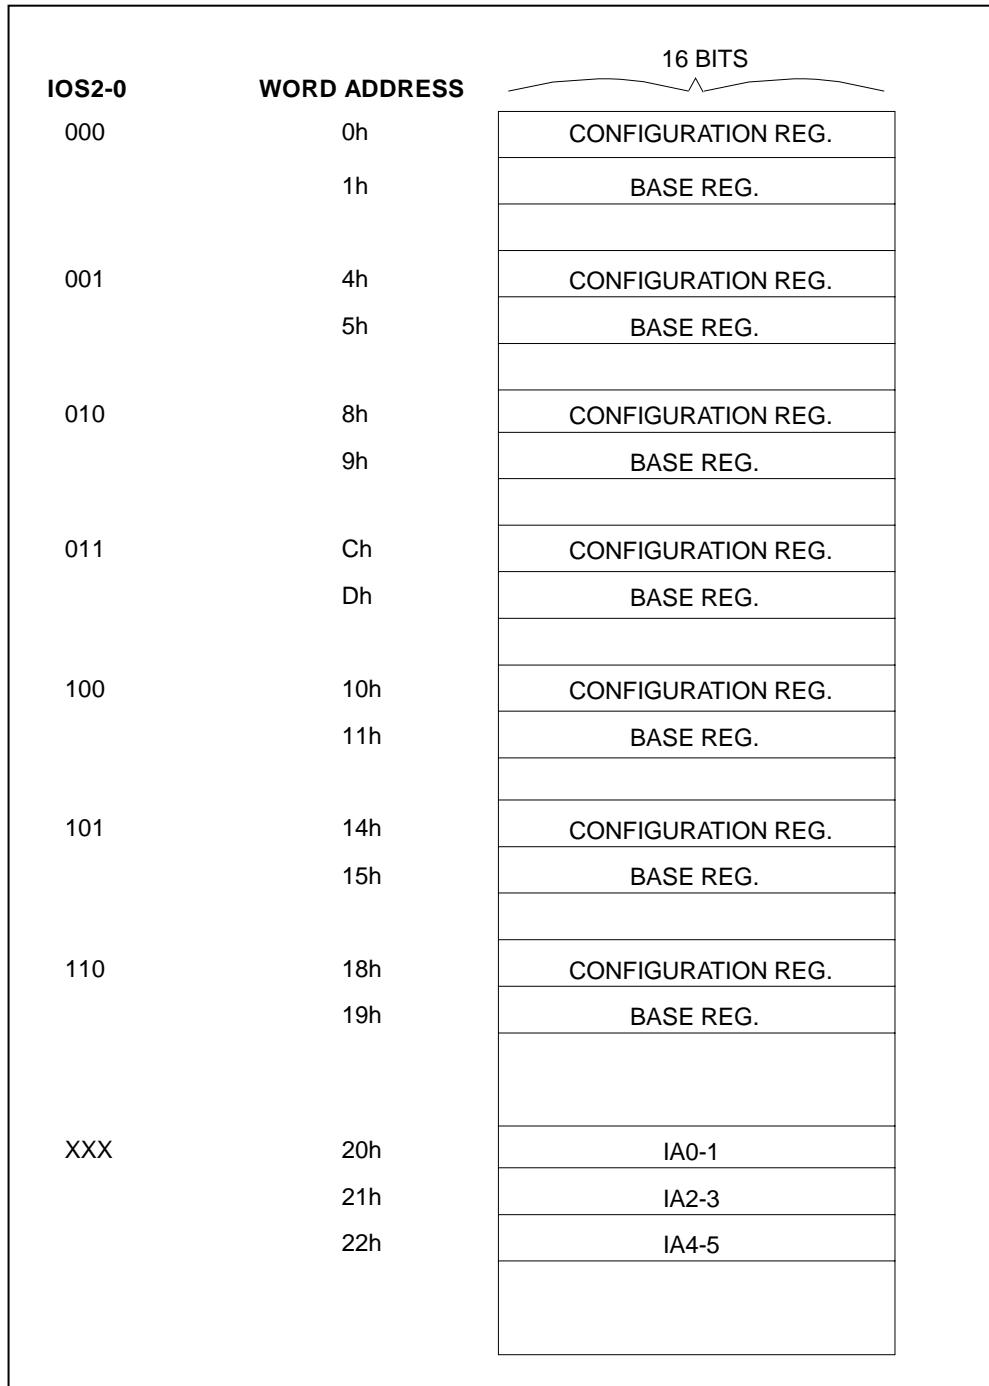 16 BITS
IOS2-0 WORD ADDRESS
000 0h CONFIGURATION REG.
1h BASE REG.
001 4h CONFIGURATION REG.
5h BASE REG.
010 8h CONFIGURATION REG.
9h BASE REG.
011 Ch CONFIGURATION REG.
Dh BASE REG.
100 10h CONFIGURATION REG.
11h BASE REG.
101 14h CONFIGURATION REG.
15h BASE REG.
110 18h CONFIGURATION REG.
19h BASE REG.
XXX 20h IA0-1
21h IA2-3
22h IA4-5